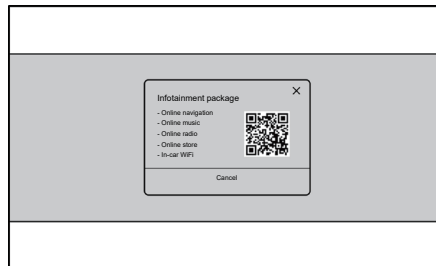 Infotainment package
- Online navigation
- Online music
- Online radio
- Online store
- In-car WiFi
Cancel